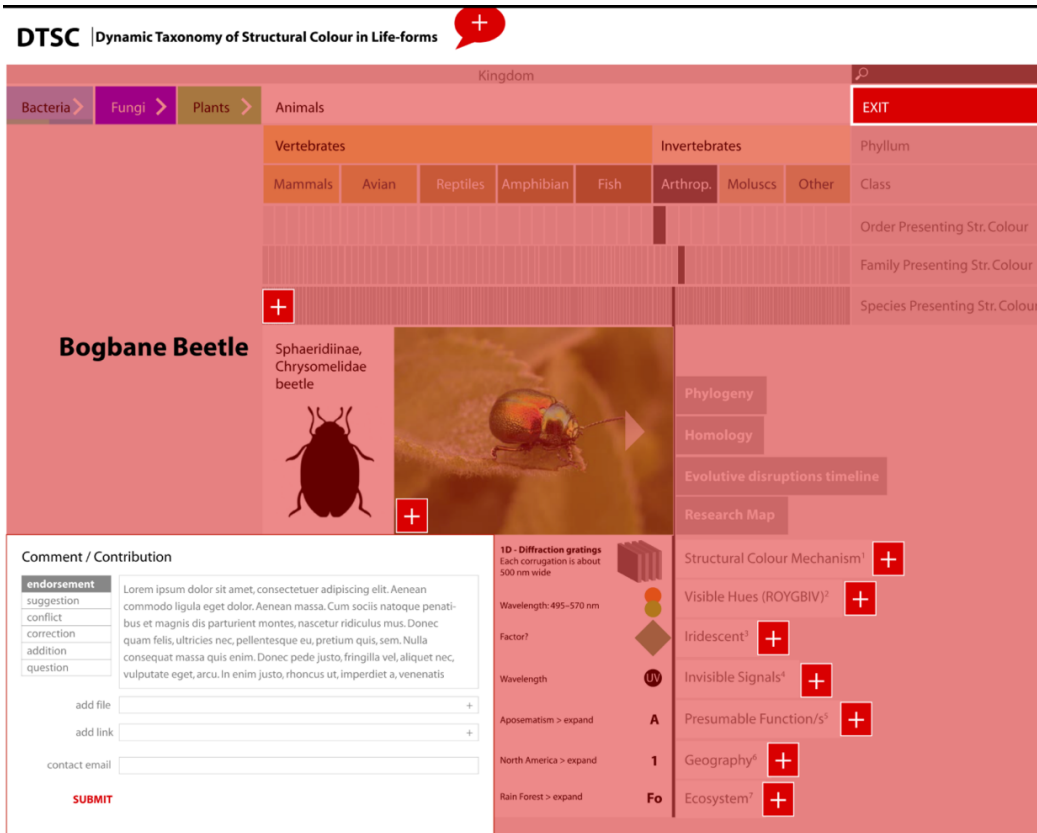 DTSC | Dynamic Taxonomy of Structural Colour in Life-forms
+
Kingdom
Bacteria
Fungi
Plants
Animals
EXIT
Vertebrates
Invertebrates
Phyllum
Mammals
Avian
Reptiles
Amphibian
Fish
Arthrop.
Moluscs
Other
Class
Order Presenting Str. Colour
Family Presenting Str. Colour
+
Species Presenting Str. Colour
Bogbane Beetle
Sphaeridiinae,
Chrysomelidae
beetle
+
Phylogeny
Homology
Evolutive disruptions timeline
Research Map
Comment / Contribution
endorsement
suggestion
conflict
correction
addition
question
Lorem ipsum dolor sit amet, consectetuer adipiscing elit. Aenean
commodo ligula eget dolor. Aenean massa. Cum sociis natoque penati-
bus et magnis dis parturient montes, nascetur ridiculus mus. Donec
quam felis, ultricies nec, pellentesque eu, pretium quis, sem. Nulla
consequat massa quis enim. Donec pede justo, fringilla vel, aliquet nec,
vulputate eget, arcu. In enim justo, rhoncus ut, imperdiet a, venenatis
add file
+
add link
+
contact email
SUBMIT
1D - Diffraction gratings
Each corrugation is about
500 nm wide
Structural Colour Mechanism¹ +
Wavelength: 495–570 nm
Visible Hues (ROYGBIV)² +
Factor?
Iridescent³ +
Wavelength
UV
Invisible Signals⁴ +
Aposematism > expand
A
Presumable Function/s⁵ +
North America > expand
1
Geography⁶ +
Rain Forest > expand
Fo
Ecosystem⁷ +